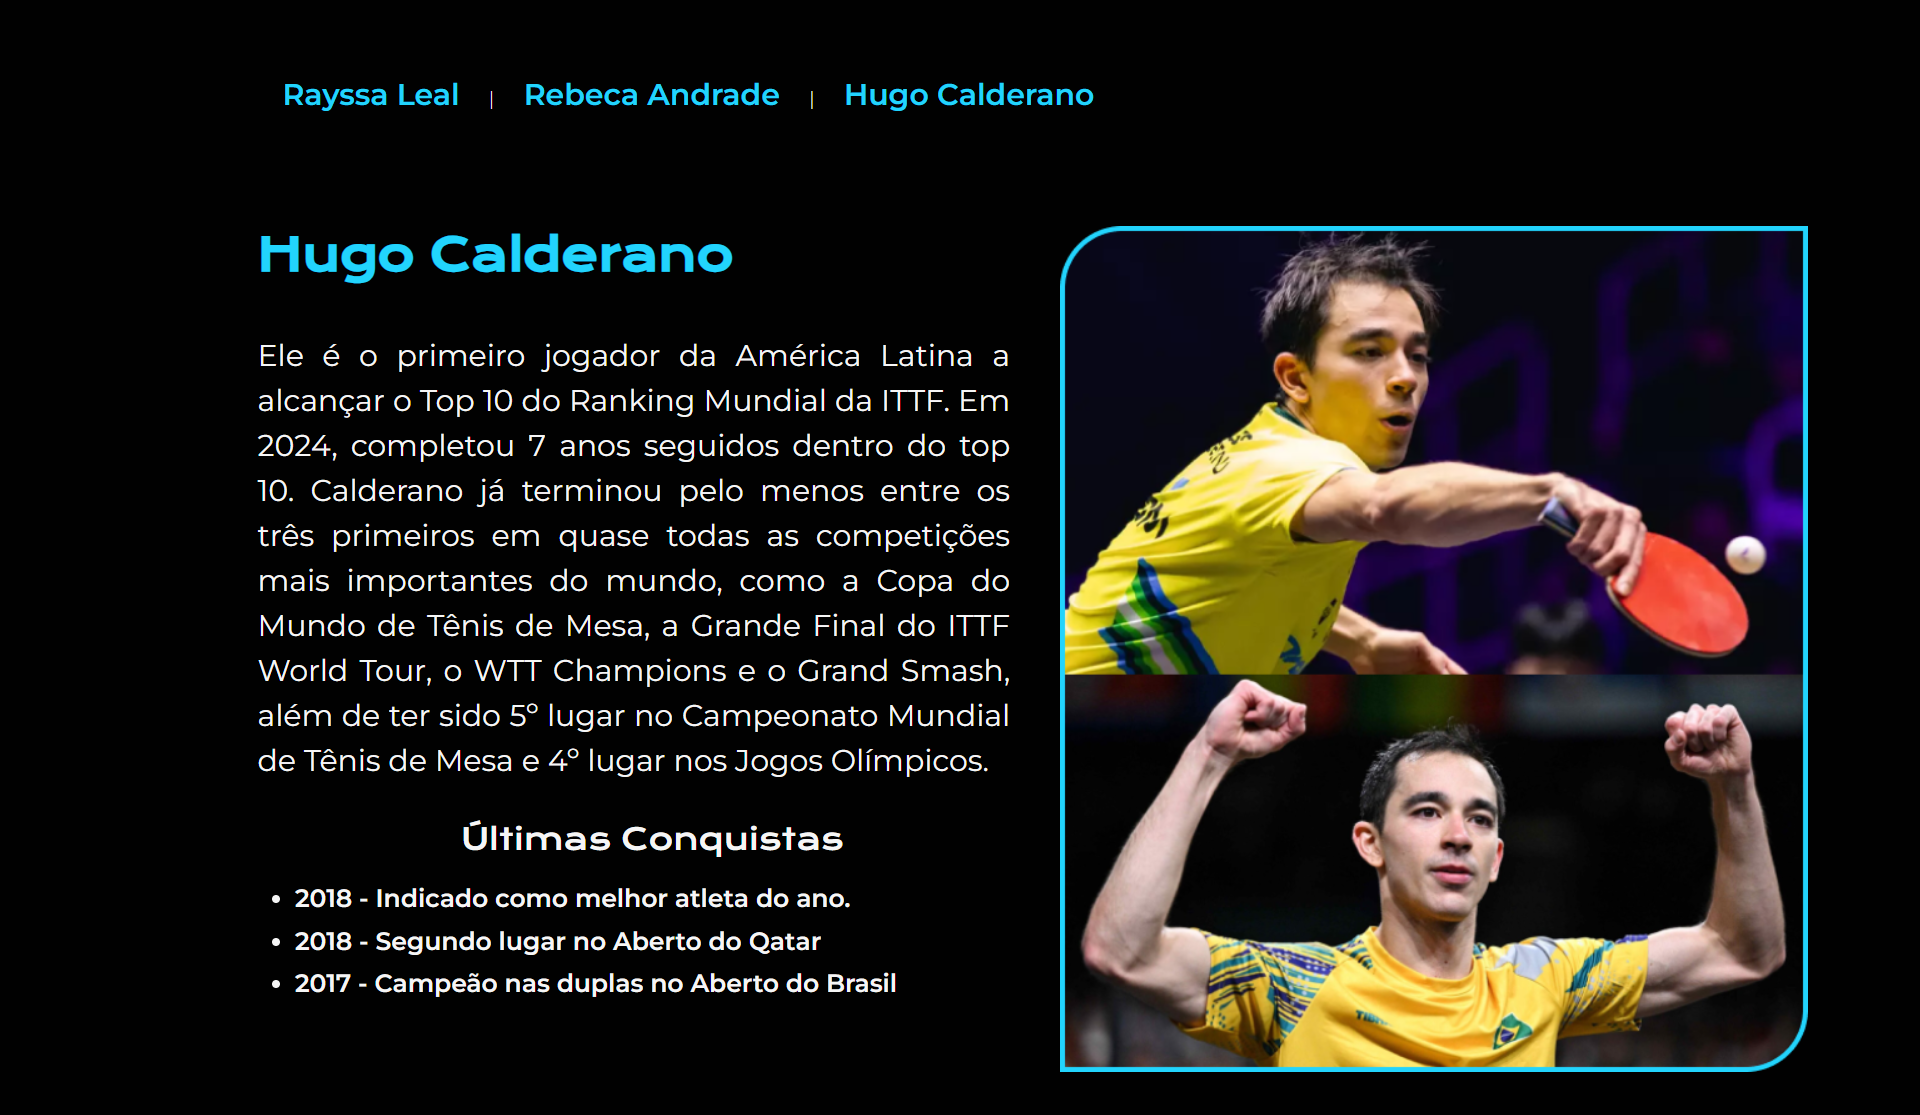 Rayssa Leal | Rebeca Andrade | Hugo Calderano
Hugo Calderano
Ele é o primeiro jogador da América Latina a
alcançar o Top 10 do Ranking Mundial da ITTF. Em
2024, completou 7 anos seguidos dentro do top
10. Calderano já terminou pelo menos entre os
três primeiros em quase todas as competições
mais importantes do mundo, como a Copa do
Mundo de Tênis de Mesa, a Grande Final do ITTF
World Tour, o WTT Champions e o Grand Smash,
além de ter sido 5º lugar no Campeonato Mundial
de Tênis de Mesa e 4º lugar nos Jogos Olímpicos.
Últimas Conquistas
• 2018 - Indicado como melhor atleta do ano.
• 2018 - Segundo lugar no Aberto do Qatar
• 2017 - Campeão nas duplas no Aberto do Brasil